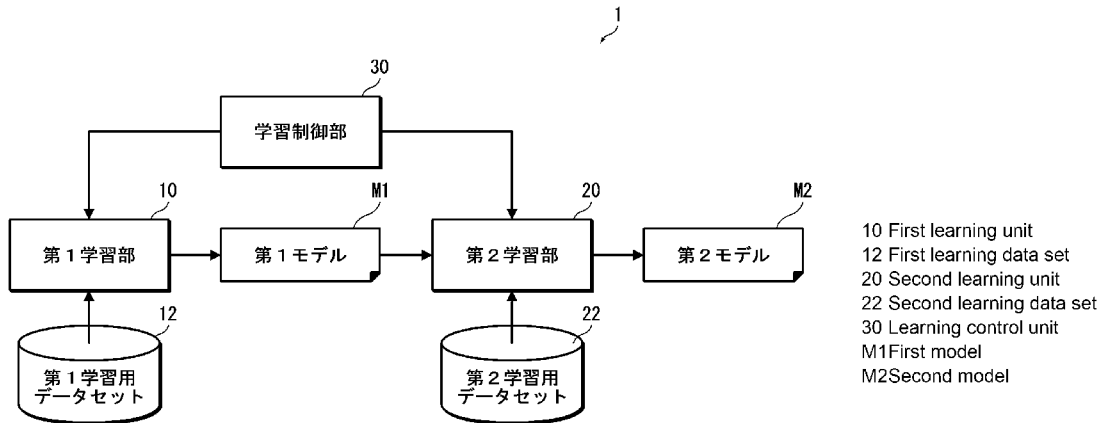 1
30
学習制御部
10
M1
20
M2
第1学習部
第1モデル
第2学習部
第2モデル
12
22
第1学習用
データセット
第2学習用
データセット
10 First learning unit
12 First learning data set
20 Second learning unit
22 Second learning data set
30 Learning control unit
M1First model
M2Second model